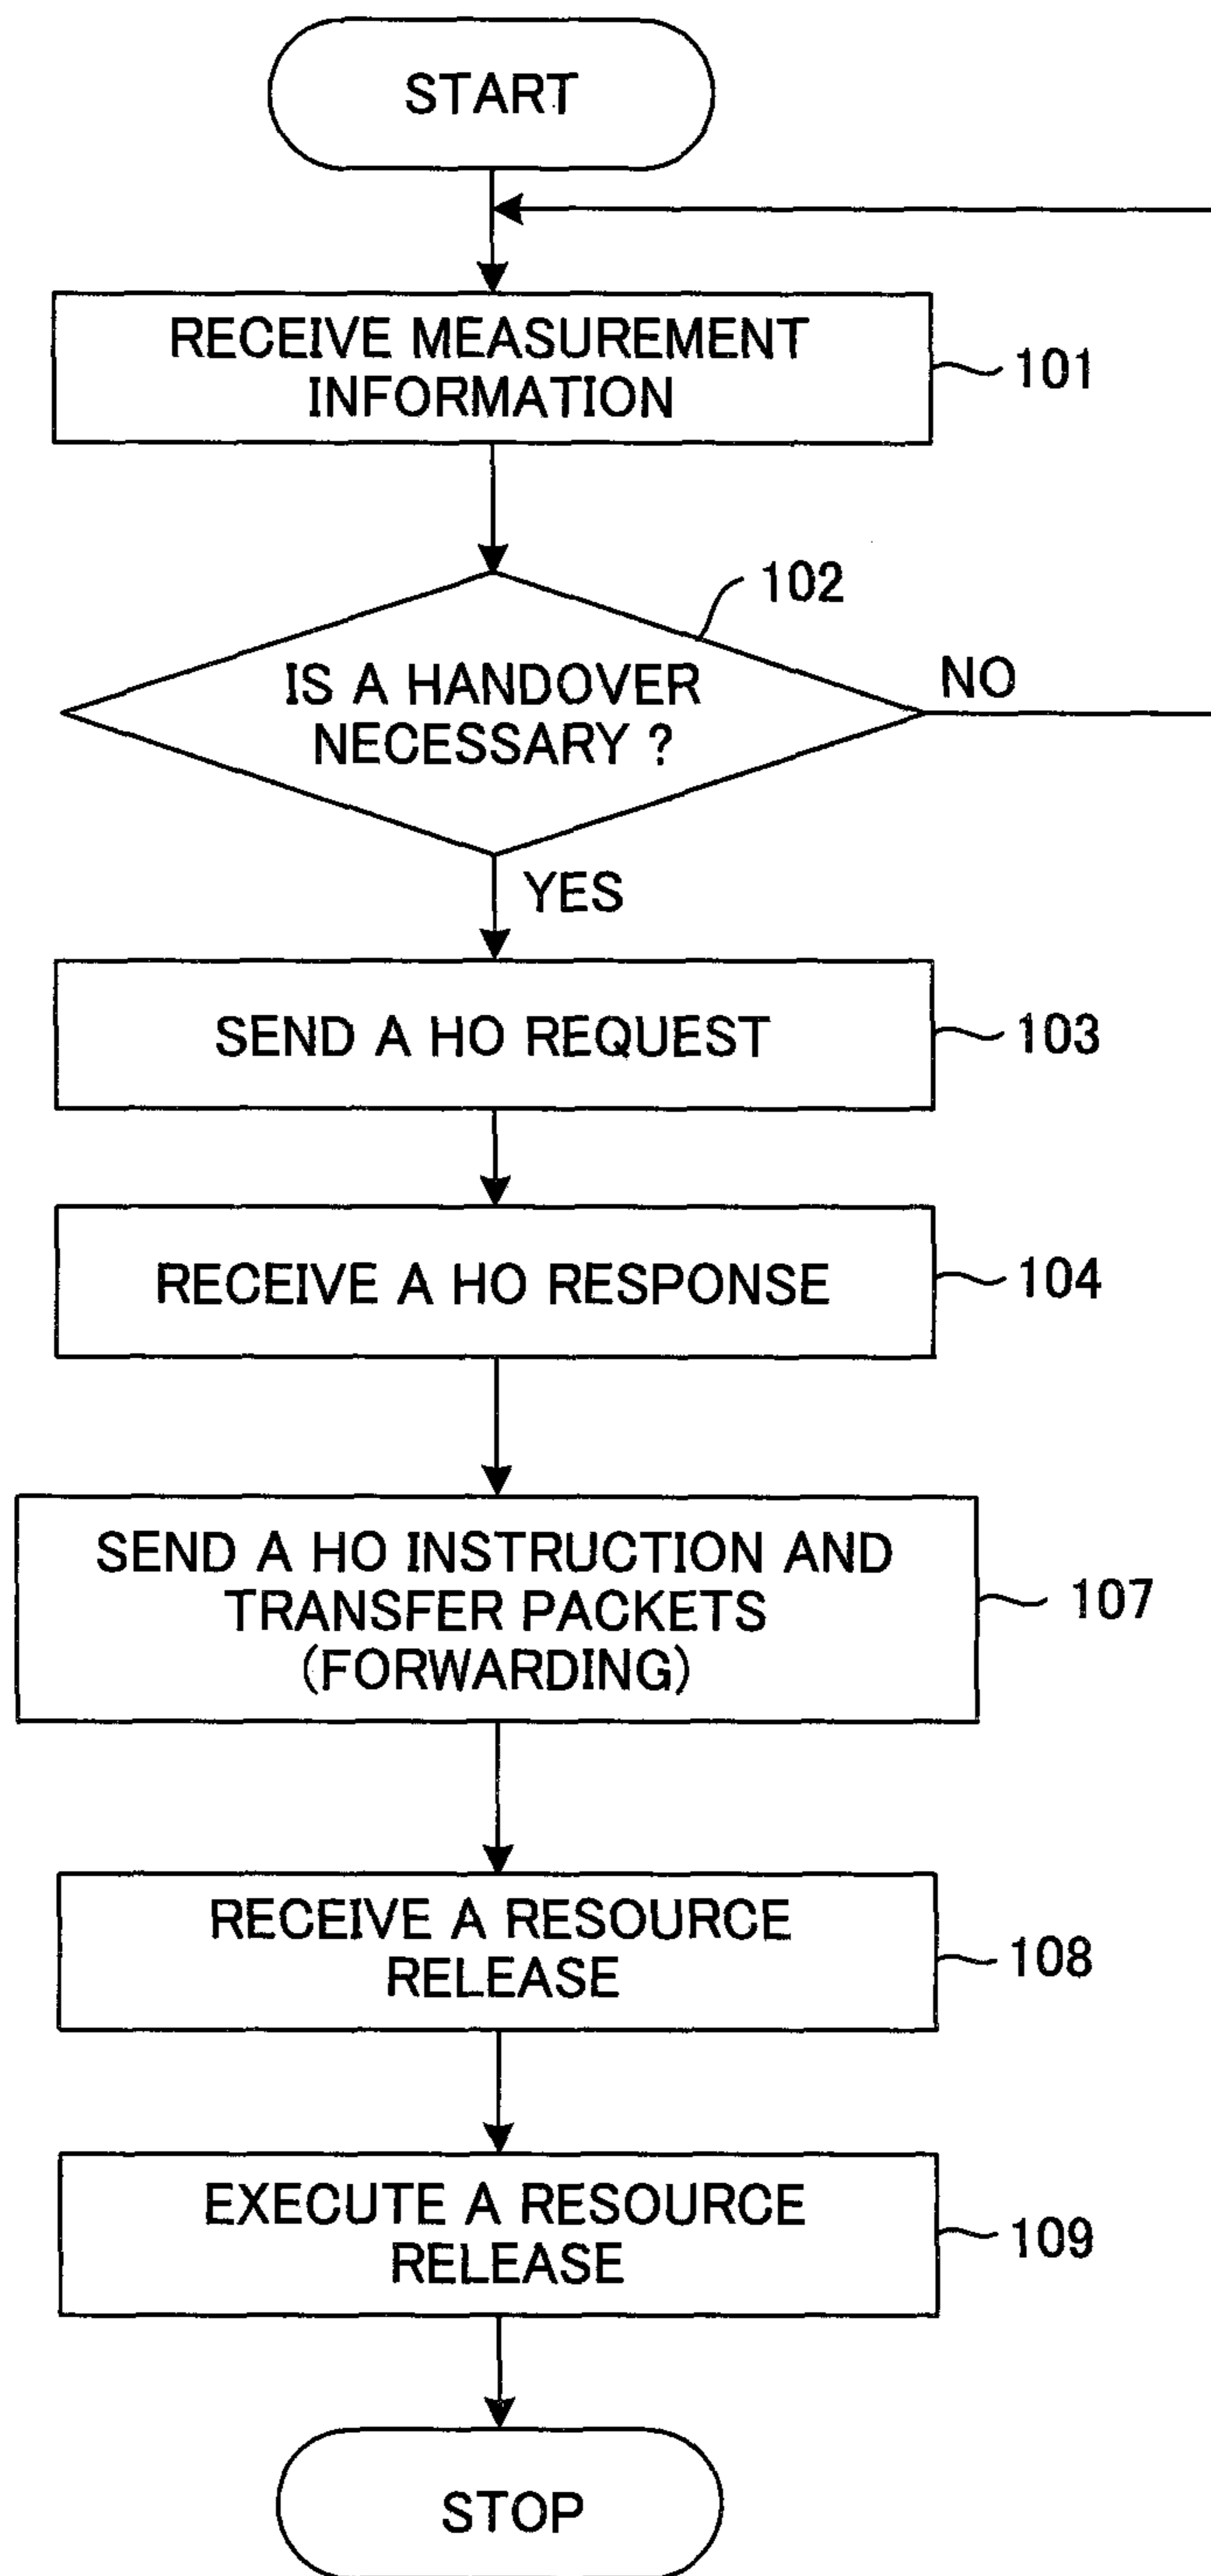 START
RECEIVE MEASUREMENT
INFORMATION
101
102
IS A HANDOVER
NECESSARY ?
NO
YES
SEND A HO REQUEST
103
RECEIVE A HO RESPONSE
104
SEND A HO INSTRUCTION AND
TRANSFER PACKETS
(FORWARDING)
107
RECEIVE A RESOURCE
RELEASE
108
EXECUTE A RESOURCE
RELEASE
109
STOP